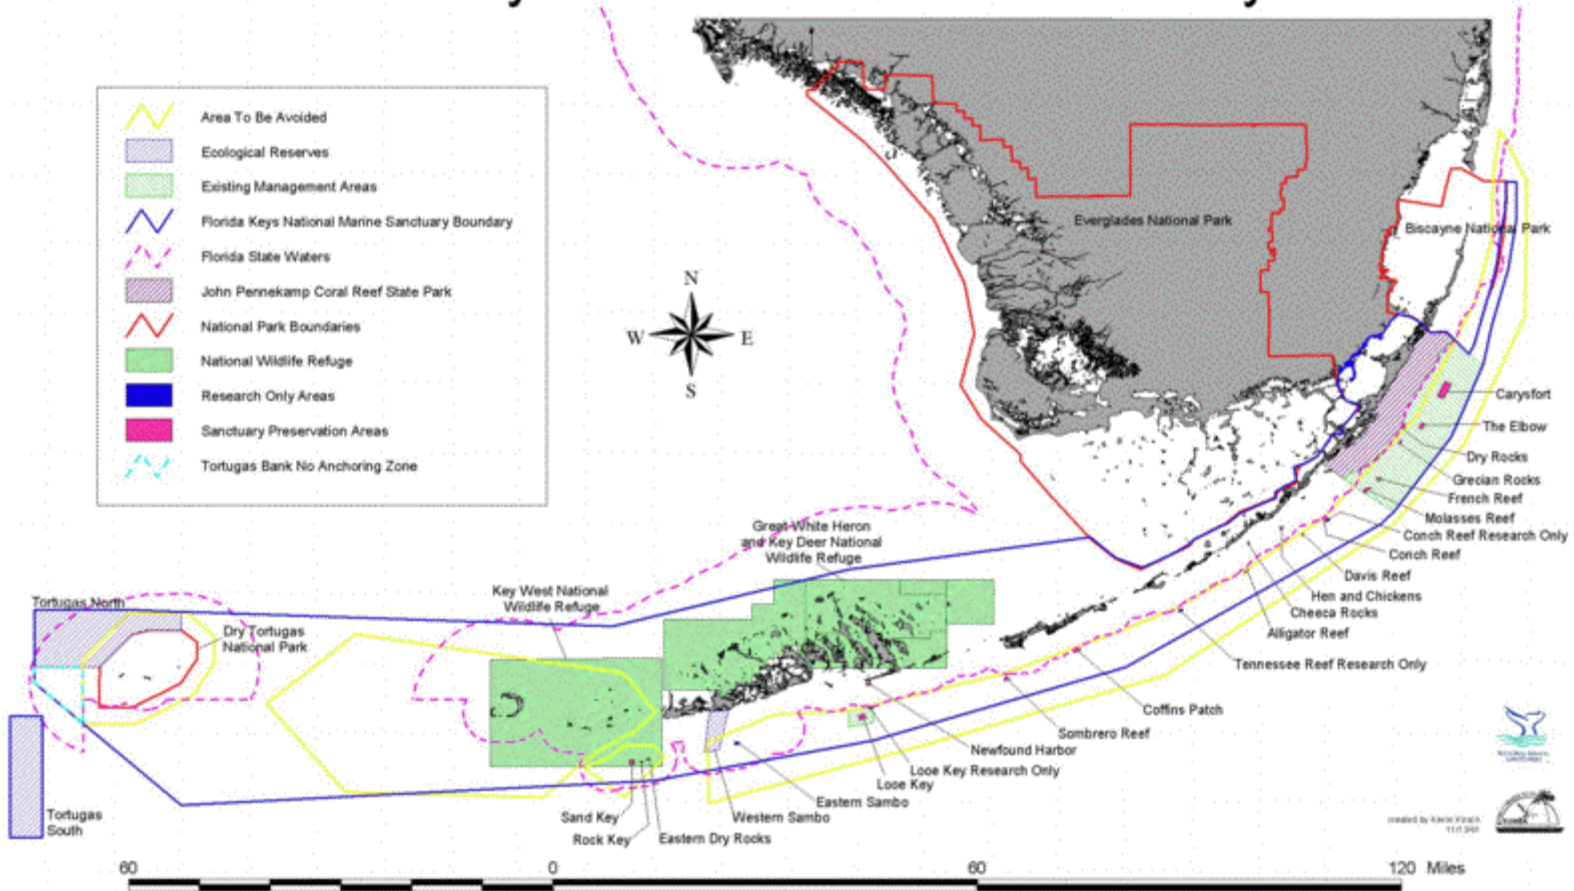 Area To Be Avoided
Ecological Reserves
Existing Management Areas
Florida Keys National Marine Sanctuary Boundary
Florida State Waters
John Pennekamp Coral Reef State Park
National Park Boundaries
National Wildlife Refuge
Research Only Areas
Sanctuary Preservation Areas
Tortugas Bank No Anchoring Zone
N
W
E
S
Everglades National Park
Biscayne National Park
Carysfort
The Elbow
Dry Rocks
Grecian Rocks
French Reef
Molasses Reef
Conch Reef Research Only
Conch Reef
Davis Reef
Hen and Chickens
Cheeca Rocks
Alligator Reef
Tennessee Reef Research Only
Coffins Patch
Sombrero Reef
Newfound Harbor
Looe Key Research Only
Looe Key
Eastern Sambo
Western Sambo
Eastern Dry Rocks
Rock Key
Sand Key
Great White Heron
and Key Deer National
Wildlife Refuge
Key West National
Wildlife Refuge
Tortugas North
Dry Tortugas
National Park
Tortugas
South
created by Kevin Kirsch
60
0
60
120 Miles